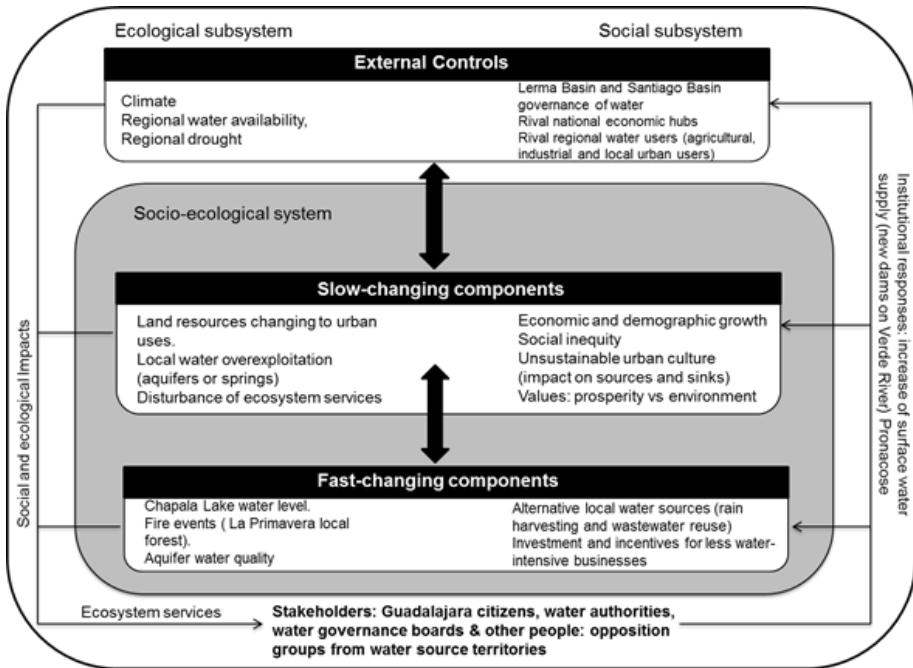 Ecological subsystem
Social subsystem
External Controls
Climate
Regional water availability,
Regional drought
Lerma Basin and Santiago Basin
governance of water
Rival national economic hubs
Rival regional water users (agricultural,
industrial and local urban users)
Socio-ecological system
Slow-changing components
Land resources changing to urban
uses.
Local water overexploitation
(aquifers or springs)
Disturbance of ecosystem services
Economic and demographic growth
Social inequity
Unsustainable urban culture
(impact on sources and sinks)
Values: prosperity vs environment
Fast-changing components
Chapala Lake water level.
Fire events ( La Primavera local
forest).
Aquifer water quality
Alternative local water sources (rain
harvesting and wastewater reuse)
Investment and incentives for less water-
intensive businesses
Ecosystem services
Stakeholders: Guadalajara citizens, water authorities,
water governance boards & other people: opposition
groups from water source territories
Social and ecological Impacts
Institutional responses: increase of surface water
supply (new dams on Verde River) Pronacose